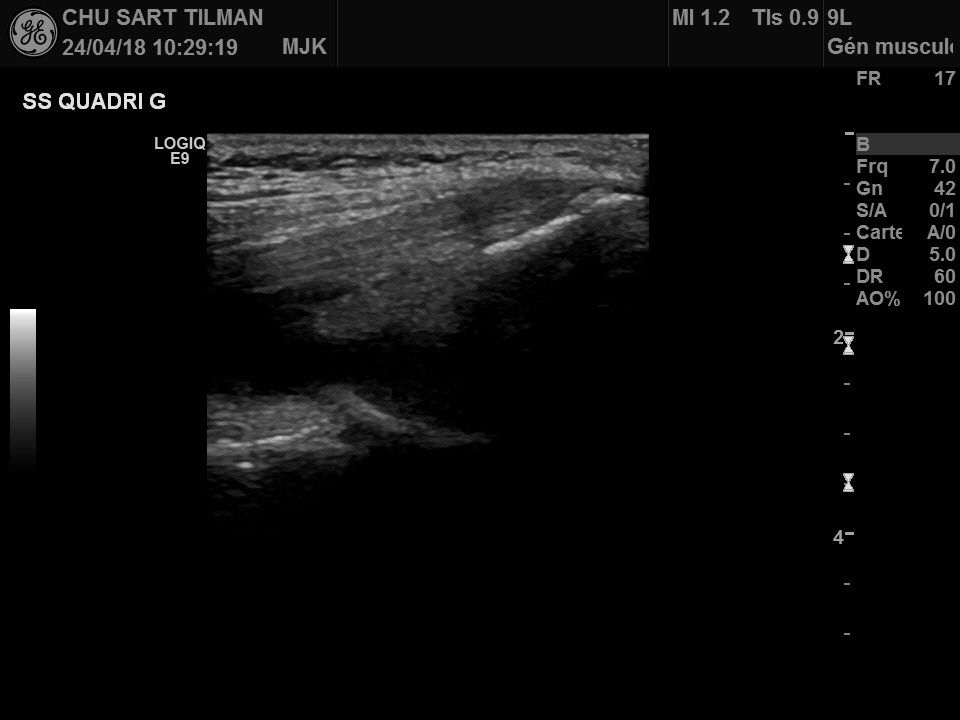 CHU SART TILMAN
24/04/18 10:29:19 MJK
MI 1.2 TIs 0.9
9L
Gén muscul
FR 17
SS QUADRI G
LOGIQ
E9
B
Frq 7.0
Gn 42
S/A 0/1
Carte A/0
D 5.0
DR 60
AO% 100
2
4